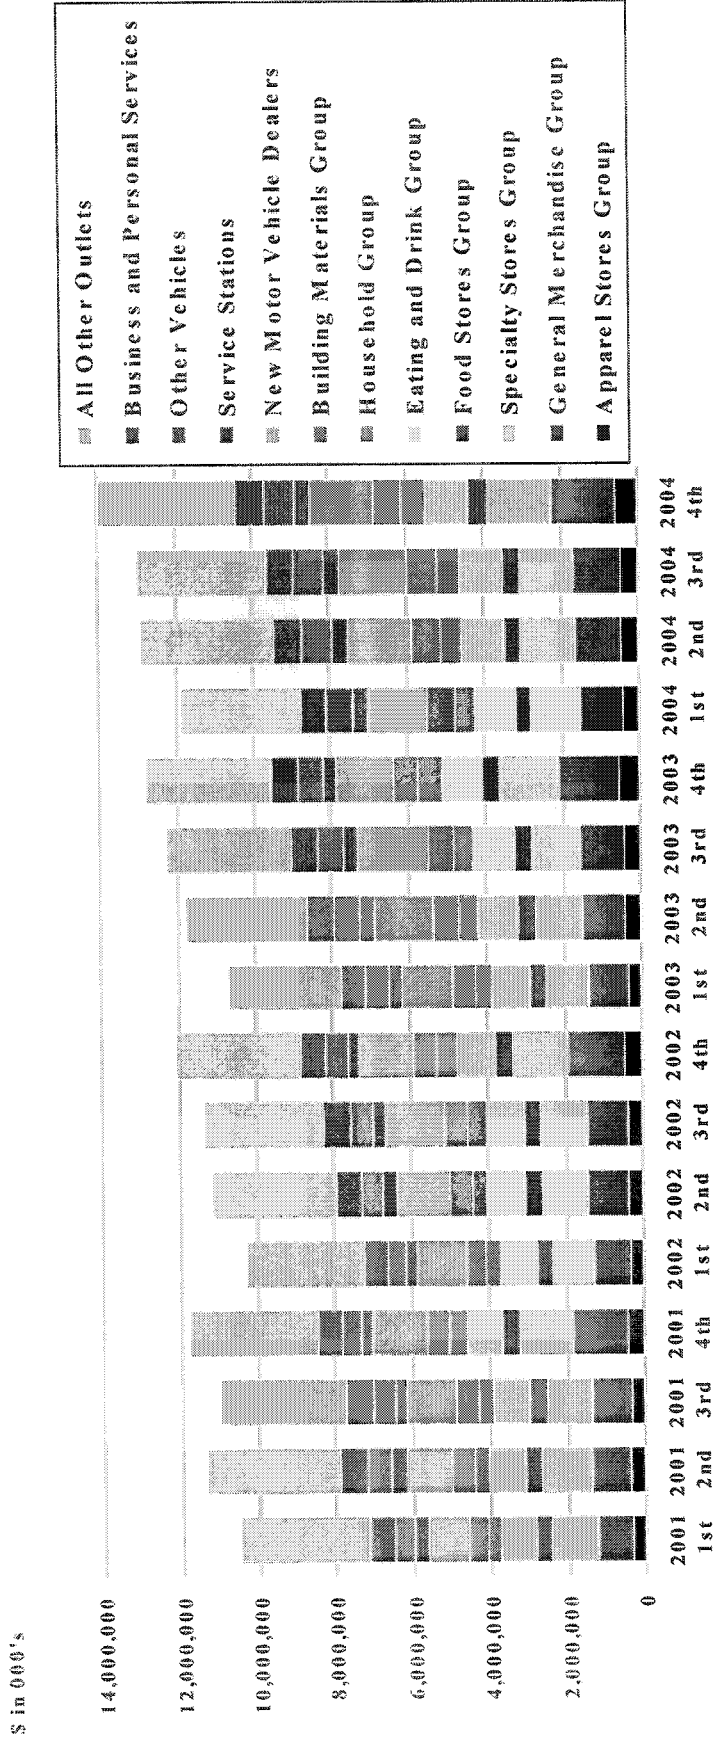 $ in 000's
14,000,000
12,000,000
10,000,000
8,000,000
6,000,000
4,000,000
2,000,000
0
2001 2001 2001 2001 2002 2002 2002 2002 2003 2003 2003 2003 2004 2004 2004 2004
1st 2nd 3rd 4th 1st 2nd 3rd 4th 1st 2nd 3rd 4th 1st 2nd 3rd 4th
All Other Outlets
Business and Personal Services
Other Vehicles
Service Stations
New Motor Vehicle Dealers
Building Materials Group
Household Group
Eating and Drink Group
Food Stores Group
Specialty Stores Group
General Merchandise Group
Apparel Stores Group